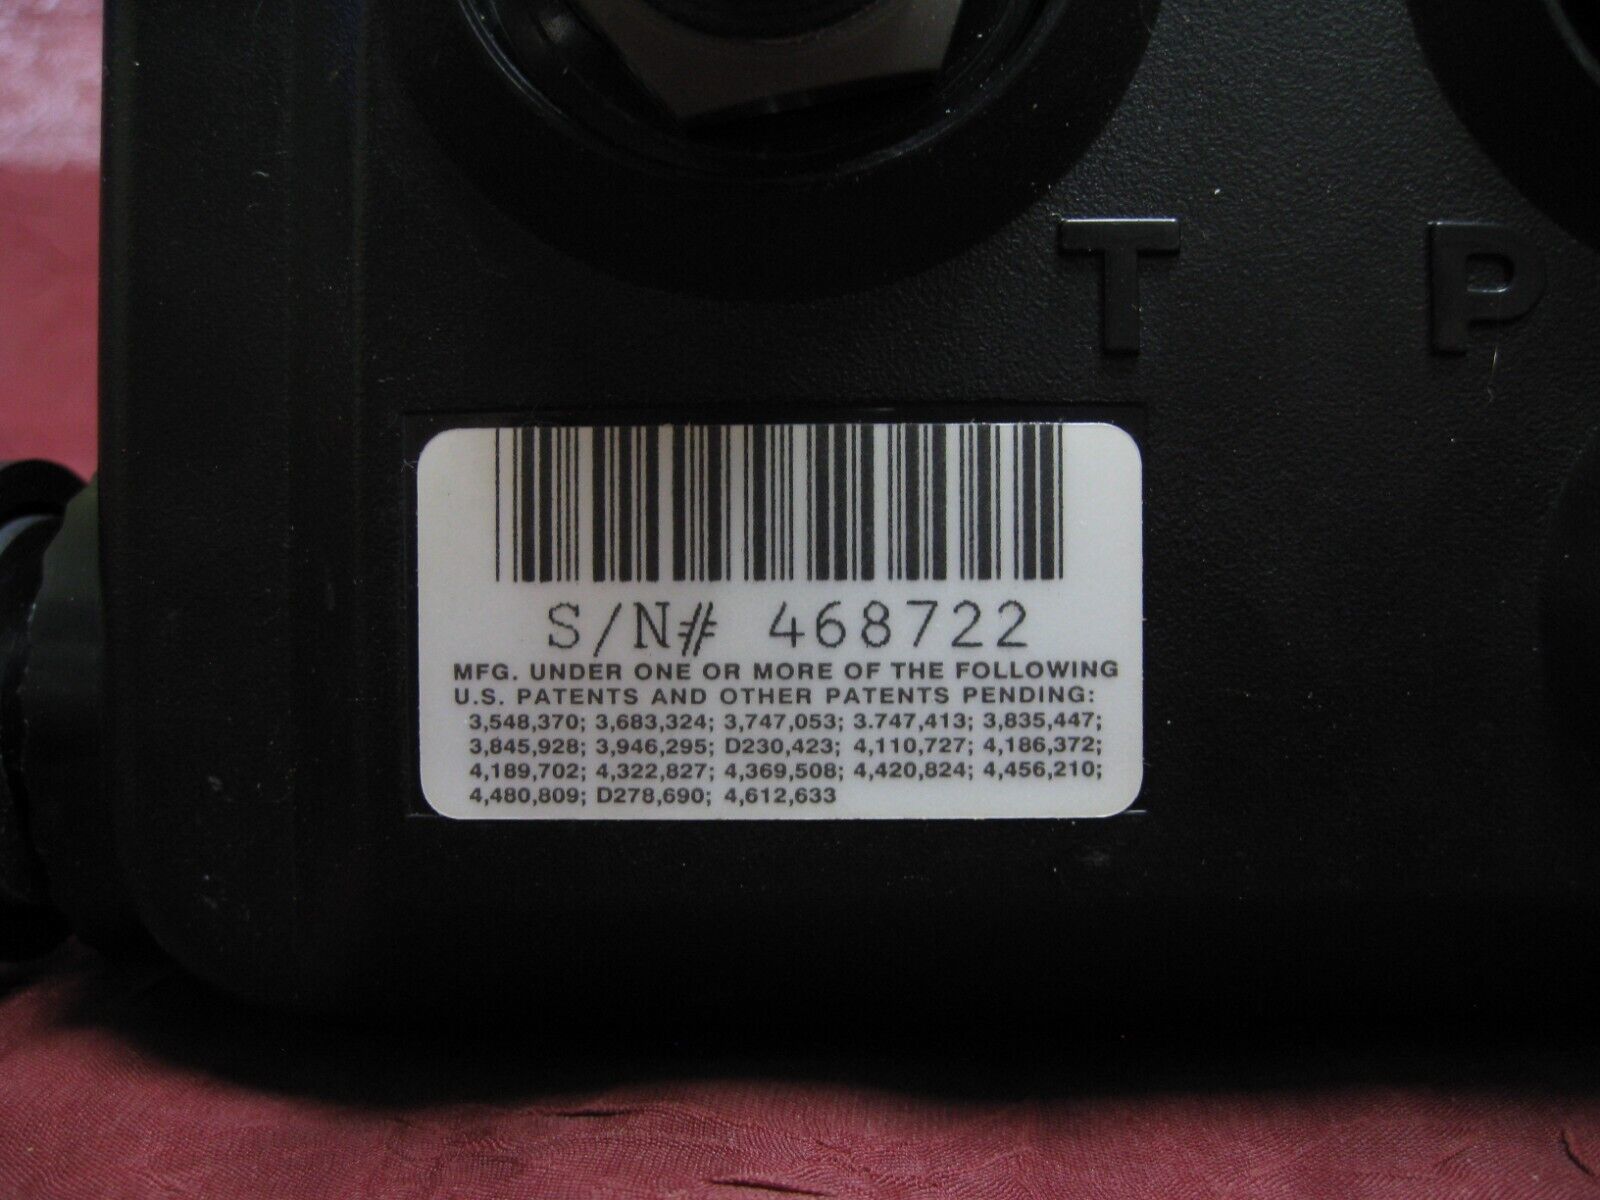 T P
S/N# 468722
MFG. UNDER ONE OR MORE OF THE FOLLOWING
U.S. PATENTS AND OTHER PATENTS PENDING:
3,548,370; 3,683,324; 3,747,053; 3.747,413; 3,835,447;
3,845,928; 3,946,295; D230,423; 4,110,727; 4,186,372;
4,189,702; 4,322,827; 4,369,508; 4,420,824; 4,456,210;
4,480,809; D278,690; 4,612,633